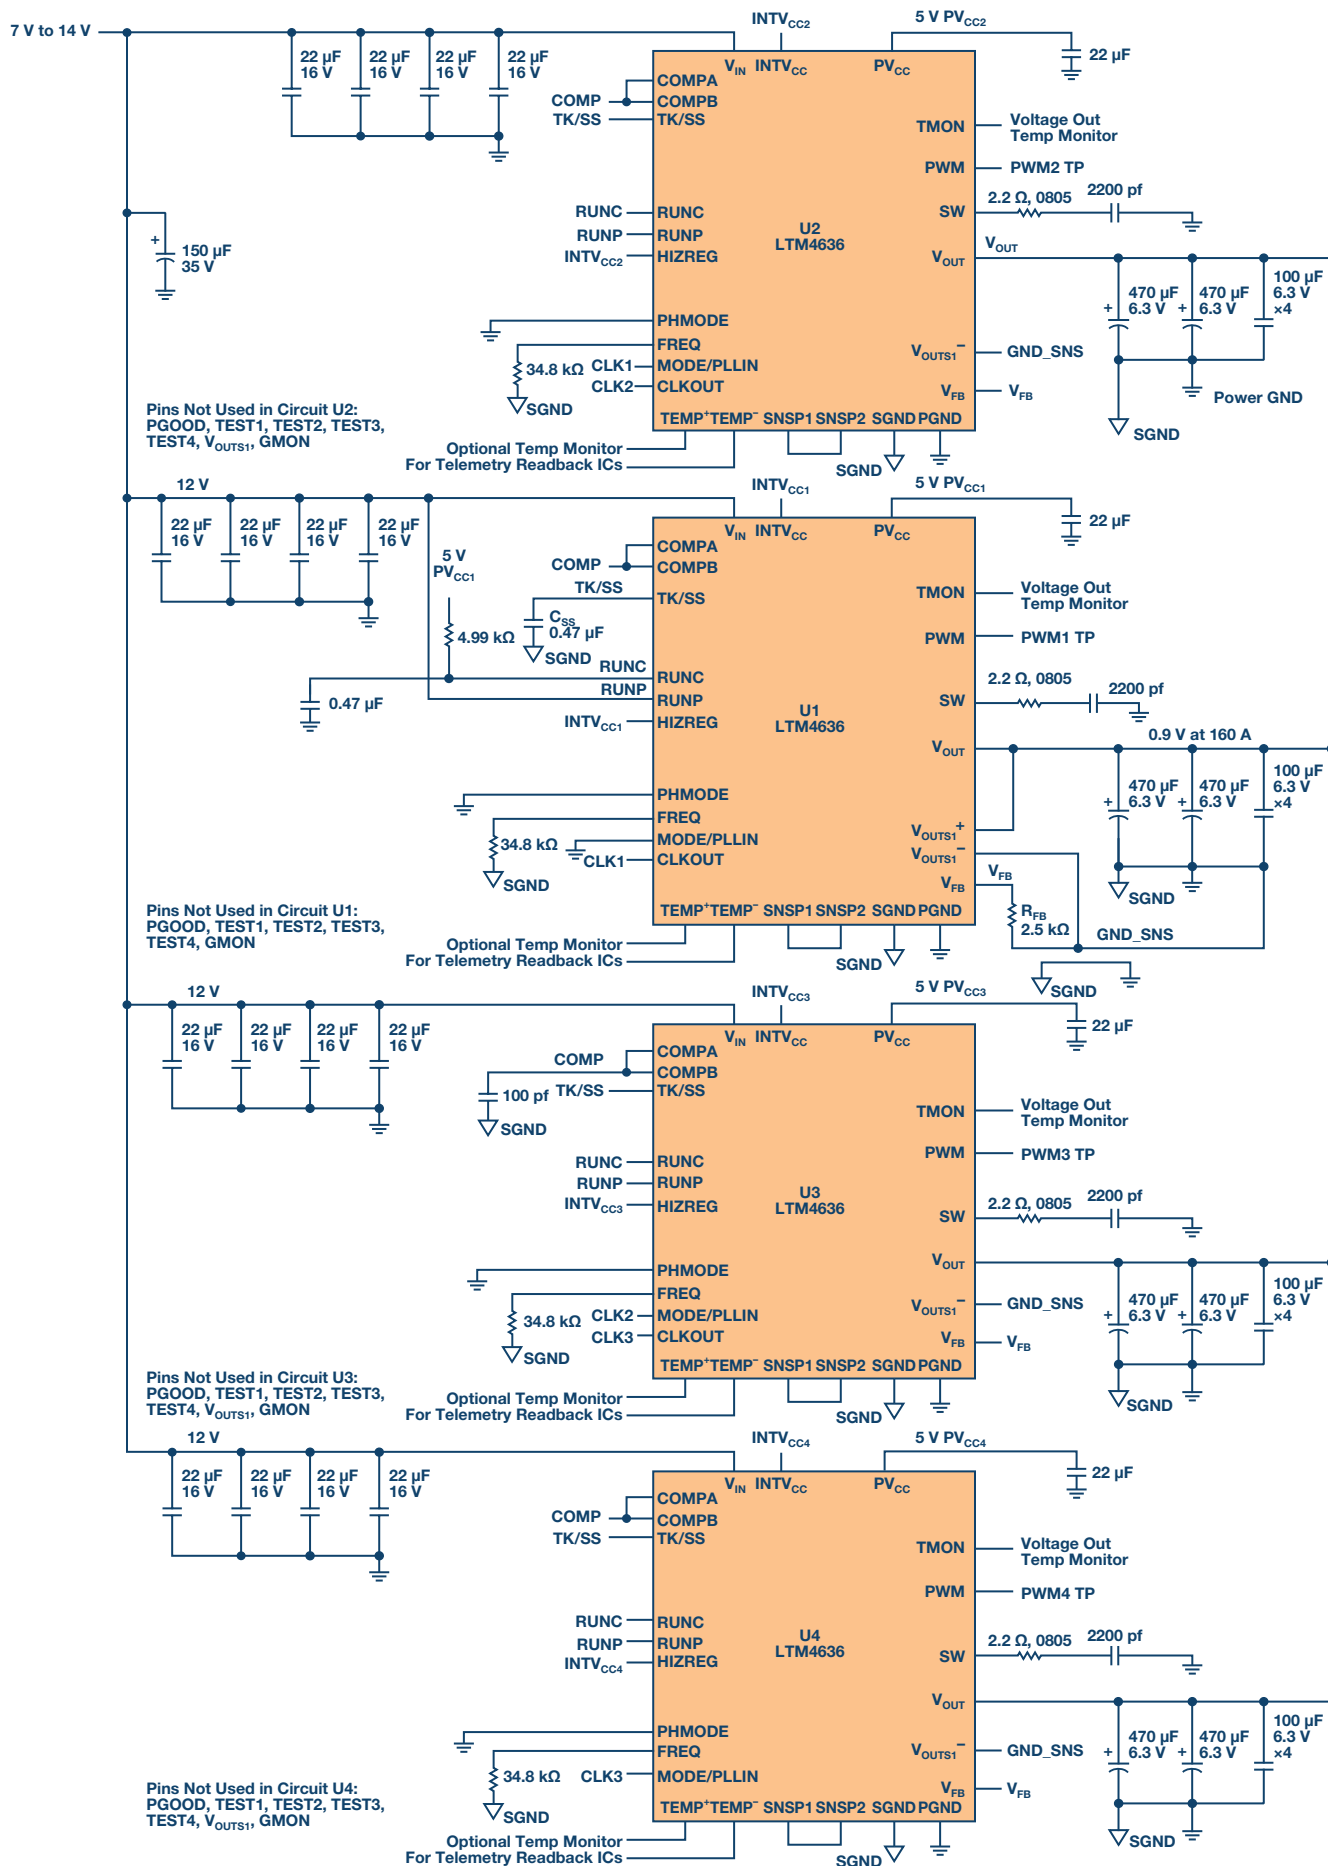 7 V to 14 V
INTVCC2
5 V PVCC2
22 µF
16 V
22 µF
16 V
22 µF
16 V
22 µF
16 V
22 µF
VIN INTVCC PVCC
COMPA
COMP COMPB
TK/SS TK/SS
TMON Voltage Out
Temp Monitor
PWM PWM2 TP
2.2 Ω, 0805 2200 pf
RUNC RUNC
SW
RUNP RUNP
U2
LTM4636
INTVCC2 HIZREG
VOUT VOUT
+ 150 µF
35 V
+ 470 µF
6.3 V
+ 470 µF
6.3 V
100 µF
6.3 V
×4
PHMODE
FREQ
34.8 kΩ
VOUTS1− GND_SNS
CLK1 MODE/PLLIN
CLK2 CLKOUT
SGND
VFB VFB
Power GND
Pins Not Used in Circuit U2:
PGOOD, TEST1, TEST2, TEST3,
TEST4, VOUTS1, GMON
TEMP+ TEMP− SNSP1 SNSP2 SGND PGND
SGND
Optional Temp Monitor
For Telemetry Readback ICs
SGND
12 V
INTVCC1
5 V PVCC1
22 µF
16 V
22 µF
16 V
22 µF
16 V
22 µF
16 V
22 µF
VIN INTVCC PVCC
COMPA
COMP COMPB
5 V
PVCC1
TK/SS TK/SS
TMON Voltage Out
Temp Monitor
CSS
0.47 µF
4.99 kΩ
SGND
PWM PWM1 TP
RUNC RUNC
2.2 Ω, 0805 2200 pf
RUNP RUNP
SW
0.47 µF
U1
LTM4636
INTVCC1 HIZREG
0.9 V at 160 A
VOUT
+ 470 µF
6.3 V
+ 470 µF
6.3 V
100 µF
6.3 V
×4
PHMODE
FREQ
34.8 kΩ
VOUTS1+
MODE/PLLIN
VOUTS1−
CLK1 CLKOUT
SGND
VFB VFB
SGND
Pins Not Used in Circuit U1:
PGOOD, TEST1, TEST2, TEST3,
TEST4, GMON
TEMP+ TEMP− SNSP1 SNSP2 SGND PGND
RFB
2.5 kΩ
GND_SNS
Optional Temp Monitor
For Telemetry Readback ICs
SGND
SGND
12 V
INTVCC3
5 V PVCC3
22 µF
16 V
22 µF
16 V
22 µF
16 V
22 µF
16 V
22 µF
VIN INTVCC PVCC
COMPA
COMP COMPB
100 pf
TK/SS TK/SS
SGND
TMON Voltage Out
Temp Monitor
PWM PWM3 TP
RUNC RUNC
RUNP RUNP
U3
LTM4636
INTVCC3 HIZREG
2.2 Ω, 0805 2200 pf
SW
VOUT
PHMODE
FREQ
34.8 kΩ
+ 470 µF
6.3 V
+ 470 µF
6.3 V
100 µF
6.3 V
×4
VOUTS1− GND_SNS
CLK2 MODE/PLLIN
CLK3 CLKOUT
SGND
VFB VFB
Pins Not Used in Circuit U3:
PGOOD, TEST1, TEST2, TEST3,
TEST4, VOUTS1, GMON
TEMP+ TEMP− SNSP1 SNSP2 SGND PGND
SGND
Optional Temp Monitor
For Telemetry Readback ICs
SGND
12 V
INTVCC4
5 V PVCC4
22 µF
16 V
22 µF
16 V
22 µF
16 V
22 µF
16 V
22 µF
VIN INTVCC PVCC
COMPA
COMP COMPB
TK/SS TK/SS
TMON Voltage Out
Temp Monitor
PWM PWM4 TP
RUNC RUNC
RUNP RUNP
U4
LTM4636
INTVCC4 HIZREG
2.2 Ω, 0805 2200 pf
SW
VOUT
PHMODE
FREQ
34.8 kΩ
+ 470 µF
6.3 V
+ 470 µF
6.3 V
100 µF
6.3 V
×4
VOUTS1− GND_SNS
CLK3 MODE/PLLIN
SGND
VFB VFB
Pins Not Used in Circuit U4:
PGOOD, TEST1, TEST2, TEST3,
TEST4, VOUTS1, GMON
TEMP+ TEMP− SNSP1 SNSP2 SGND PGND
SGND
Optional Temp Monitor
For Telemetry Readback ICs
SGND